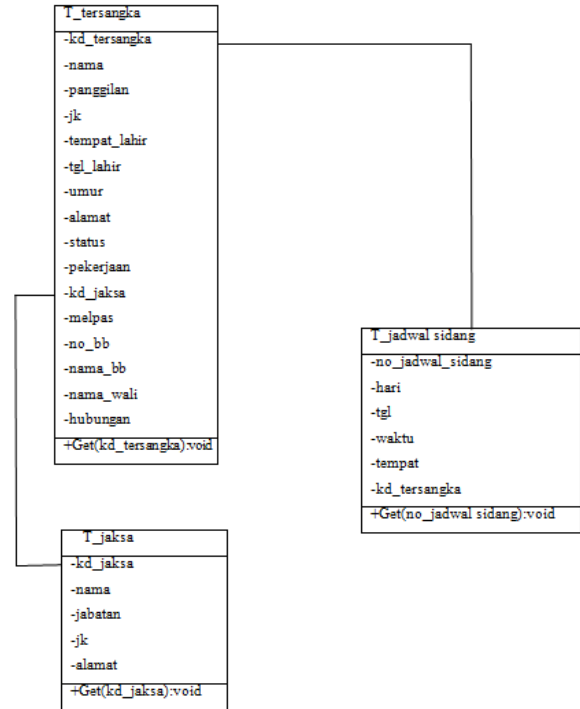 T_tersangka
-kd_tersangka
-nama
-panggilan
-jk
-tempat_lahir
-tgl_lahir
-umur
-alamat
-status
-pekerjaan
-kd_jaksa
-melpas
-no_bb
-nama_bb
-nama_wali
-hubungan
+Get(kd_tersangka):void
T_jadwal sidang
-no_jadwal_sidang
-hari
-tgl
-waktu
-tempat
-kd_tersangka
+Get(no_jadwal sidang):void
T_jaksa
-kd_jaksa
-nama
-jabatan
-jk
-alamat
+Get(kd_jaksa):void